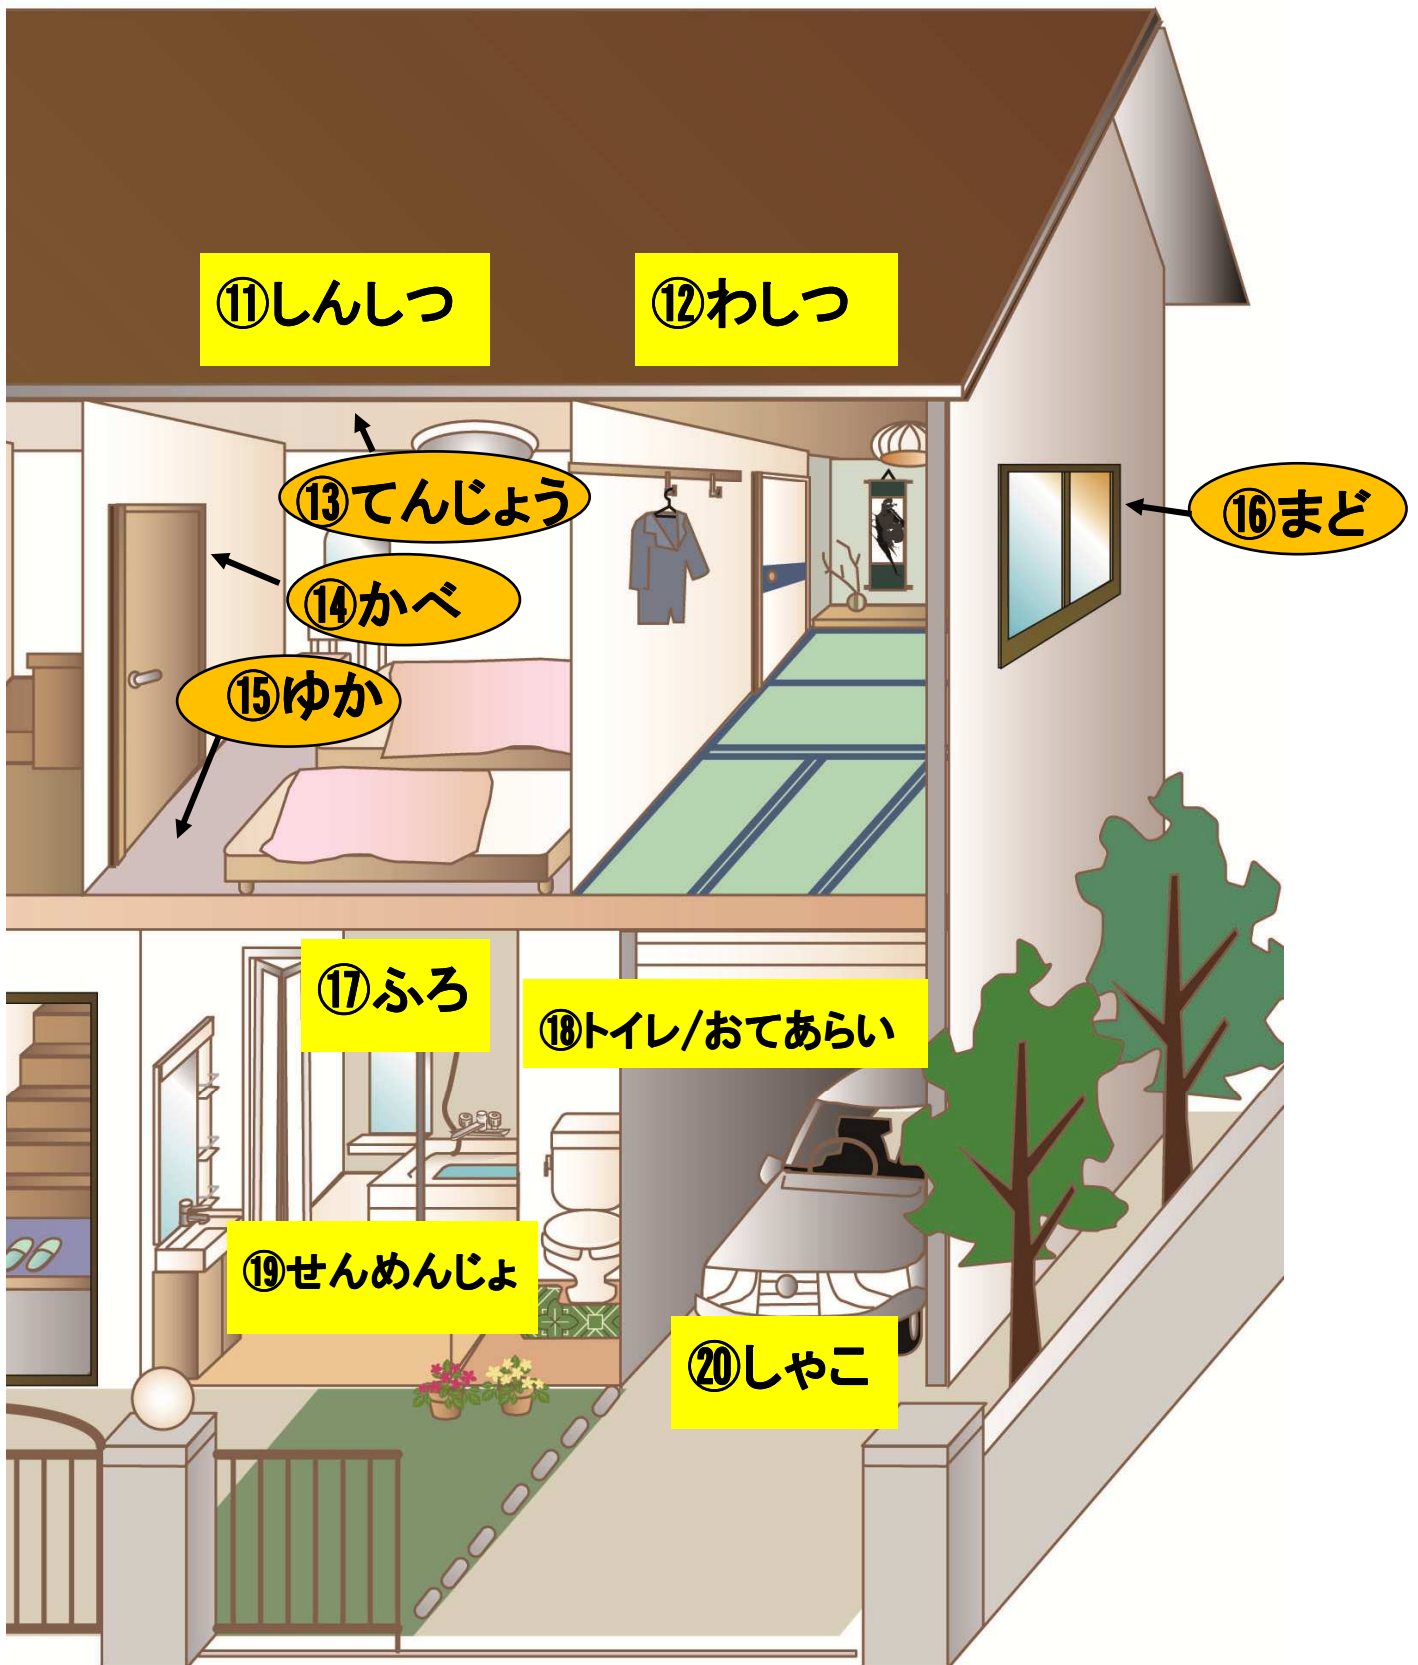 ⑪しんしつ
⑫わしつ
⑬てんじょう
⑭かべ
⑮ゆか
⑯まど
⑰ふろ
⑱トイレ/おてあらい
⑲せんめんじょ
⑳しゃこ